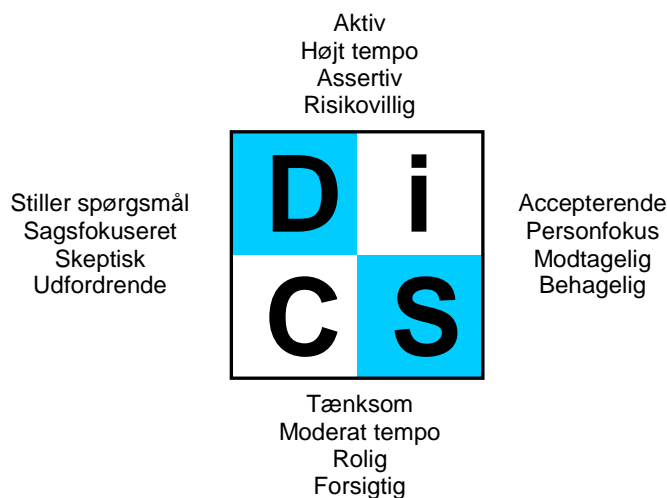 Aktiv
Højt tempo
Assertiv
Risikovillig
Stiller spørgsmål
Sagsfokuseret
Skeptisk
Udfordrende
D i
C S
Accepterende
Personfokus
Modtagelig
Behagelig
Tænksom
Moderat tempo
Rolig
Forsigtig